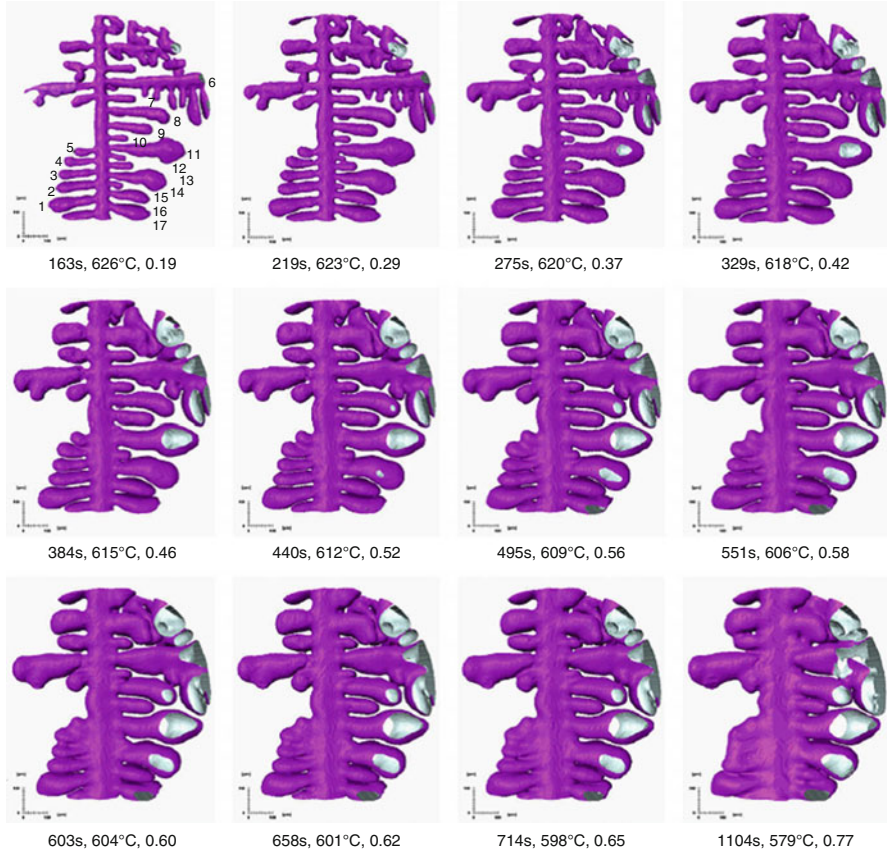 6
7
8
9
10
5
11
4
12
3
13
2
14
15
1
16
17
163s, 626°C, 0.19
219s, 623°C, 0.29
275s, 620°C, 0.37
329s, 618°C, 0.42
384s, 615°C, 0.46
440s, 612°C, 0.52
495s, 609°C, 0.56
551s, 606°C, 0.58
603s, 604°C, 0.60
658s, 601°C, 0.62
714s, 598°C, 0.65
1104s, 579°C, 0.77